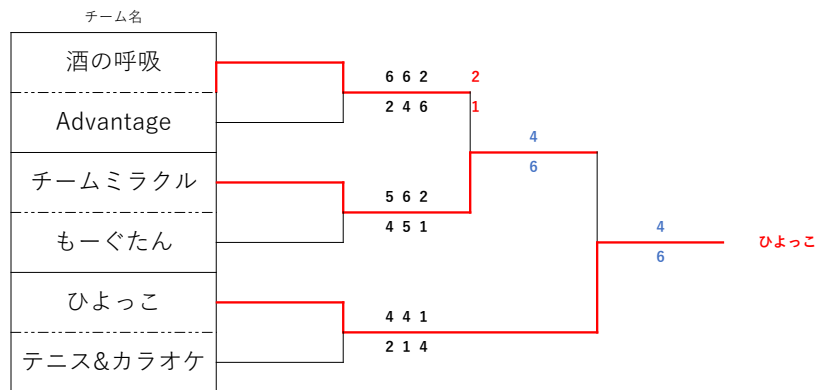 チーム名
酒の呼吸
Advantage
チームミラクル
もーぐたん
ひよっこ
テニス&カラオケ
6 6 2 2
2 4 6 1
5 6 2
4 5 1
4 4 1
2 1 4
4
6
4
6
ひよっこ